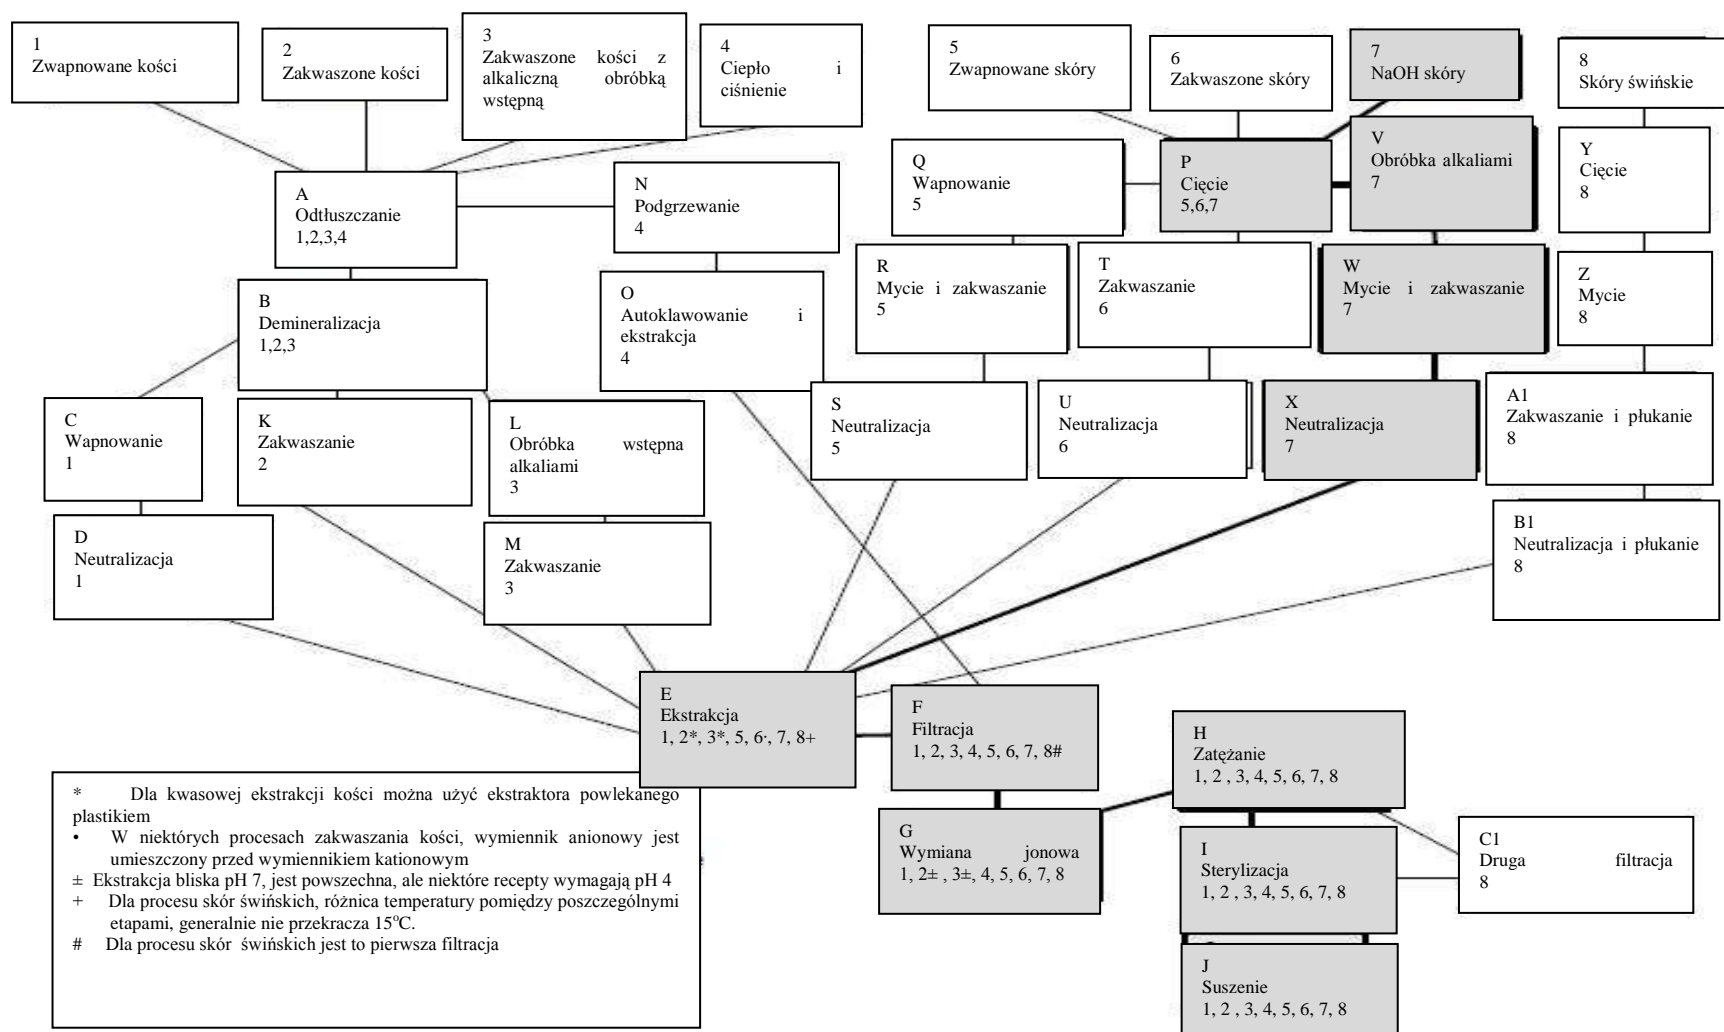 1
Zwapnowane kości
2
Zakwaszone kości
3
Zakwaszone kości z
alkaliczną obróbką
wstępną
4
Ciepło i
ciśnienie
5
Zwapnowane skóry
6
Zakwaszone skóry
7
NaOH skóry
8
Skóry świńskie
A
Odtłuszczanie
1,2,3,4
N
Podgrzewanie
4
Q
Wapnowanie
5
P
Cięcie
5,6,7
V
Obróbka alkaliami
7
Y
Cięcie
8
B
Demineralizacja
1,2,3
O
Autoklawowanie i
ekstrakcja
4
R
Mycie i zakwaszanie
5
T
Zakwaszanie
6
W
Mycie i zakwaszanie
7
Z
Mycie
8
C
Wapnowanie
1
K
Zakwaszanie
2
L
Obróbka wstępna
alkaliami
3
S
Neutralizacja
5
U
Neutralizacja
6
X
Neutralizacja
7
A1
Zakwaszanie i płukanie
8
D
Neutralizacja
1
M
Zakwaszanie
3
B1
Neutralizacja i płukanie
8
E
Ekstrakcja
1, 2*, 3*, 5, 6·, 7, 8+
F
Filtracja
1, 2, 3, 4, 5, 6, 7, 8#
H
Zatężanie
1, 2 , 3, 4, 5, 6, 7, 8
G
Wymiana jonowa
1, 2± , 3±, 4, 5, 6, 7, 8
I
Sterylizacja
1, 2 , 3, 4, 5, 6, 7, 8
C1
Druga filtracja
8
J
Suszenie
1, 2 , 3, 4, 5, 6, 7, 8
* Dla kwasowej ekstrakcji kości można użyć ekstraktora powlekanego
plastikiem
• W niektórych procesach zakwaszania kości, wymiennik anionowy jest
umieszczony przed wymiennikiem kationowym
± Ekstrakcja bliska pH 7, jest powszechna, ale niektóre recepty wymagają pH 4
+ Dla procesu skór świńskich, różnica temperatury pomiędzy poszczególnymi
etapami, generalnie nie przekracza 15°C.
# Dla procesu skór świńskich jest to pierwsza filtracja